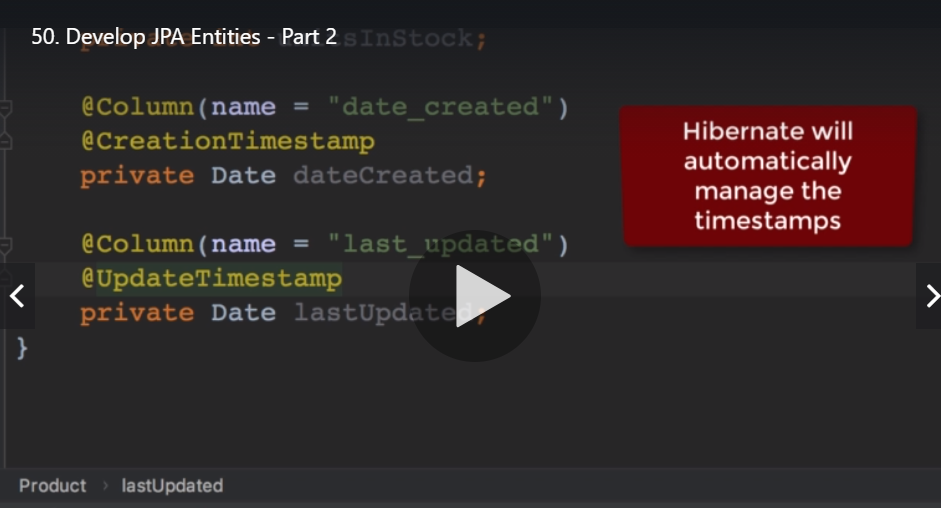 50. Develop JPA Entities - Part 2
sInStock;
@Column(name = "date_created")
@CreationTimestamp
private Date dateCreated;
@Column(name = "last_updated")
@UpdateTimestamp
private Date lastUpdated;
}
Hibernate will
automatically
manage the
timestamps
Product › lastUpdated